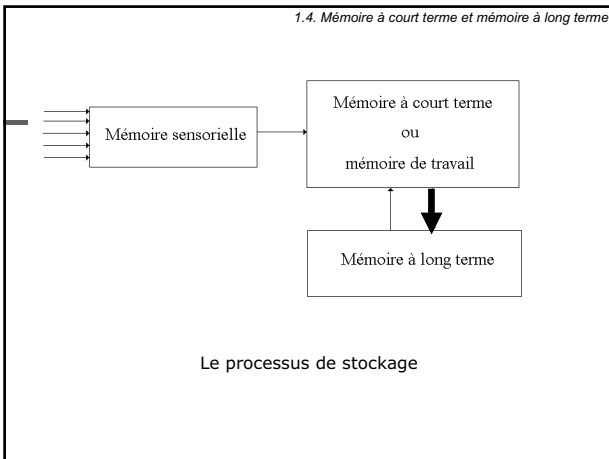 1.4. Mémoire à court terme et mémoire à long terme
Mémoire sensorielle
Mémoire à court terme
ou
mémoire de travail
Mémoire à long terme
Le processus de stockage